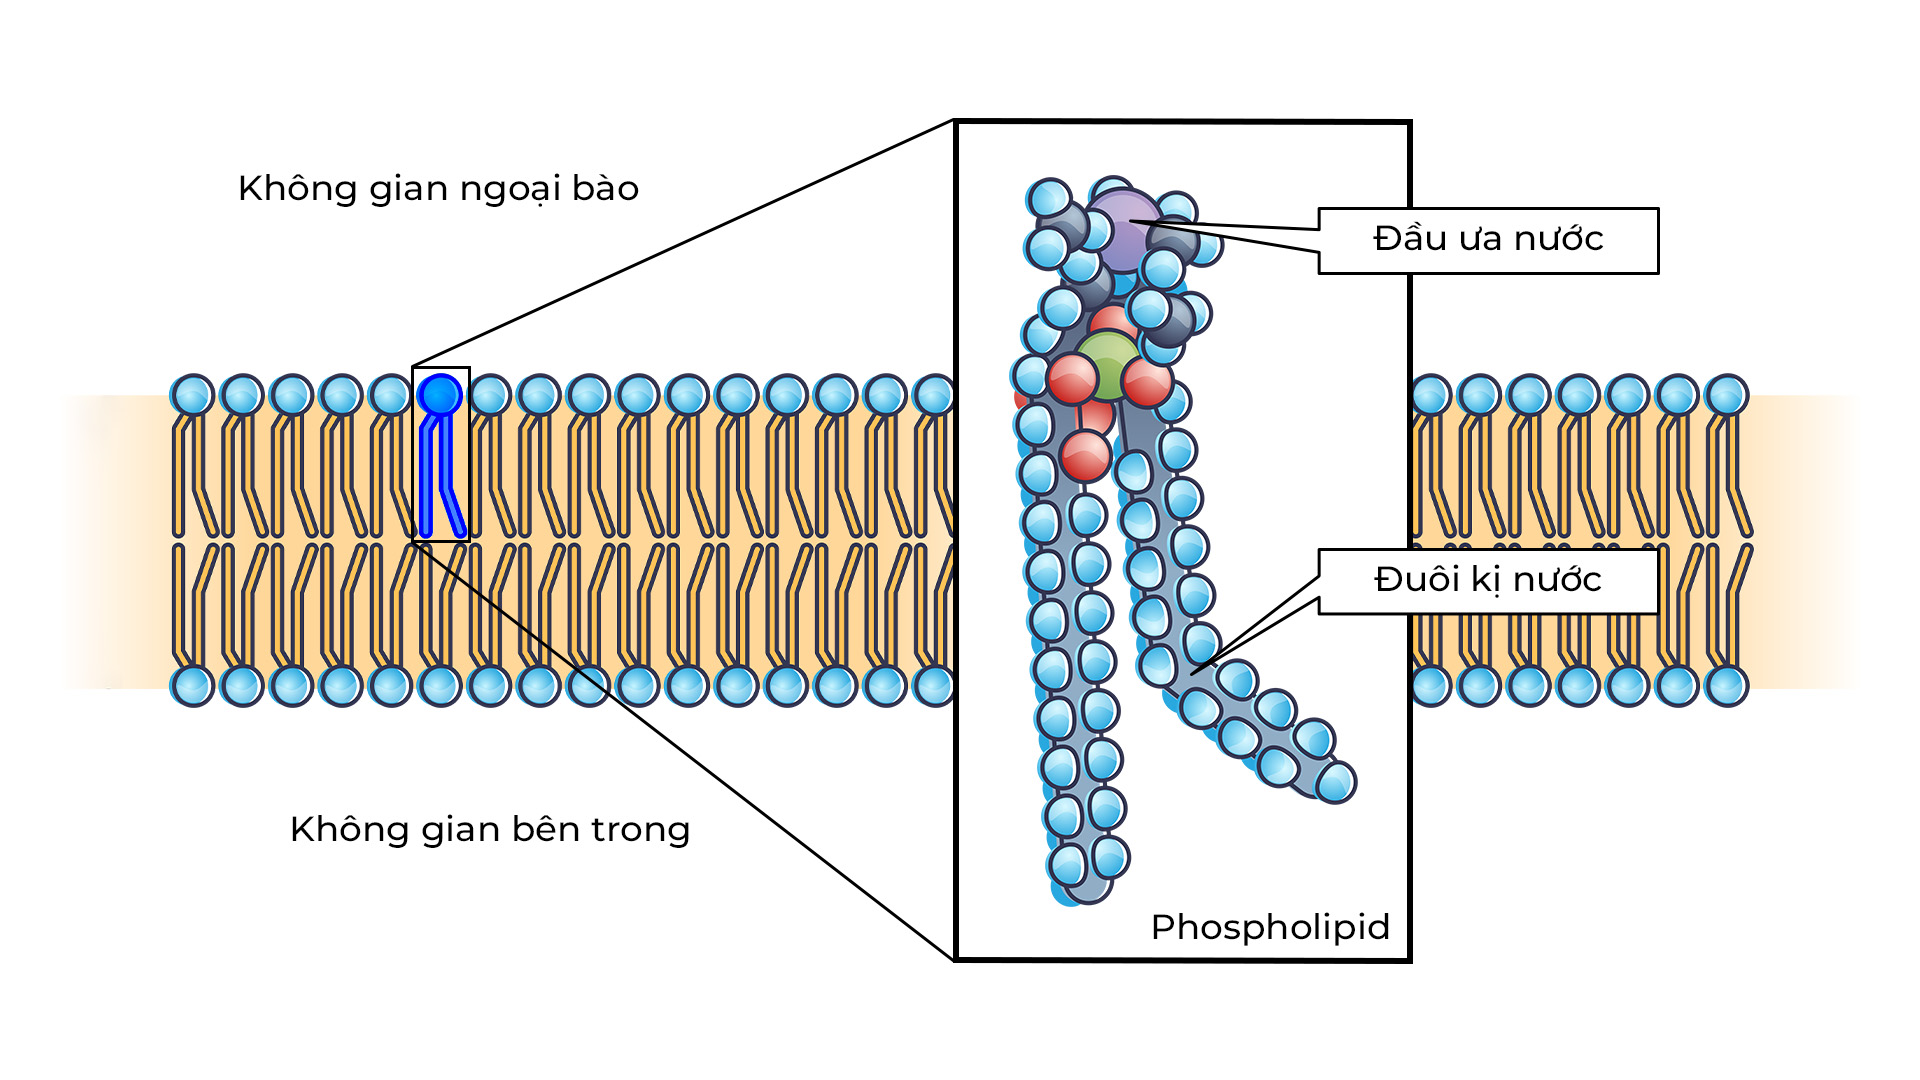 Không gian ngoại bào
Đầu ưa nước
Đuôi kị nước
Không gian bên trong
Phospholipid